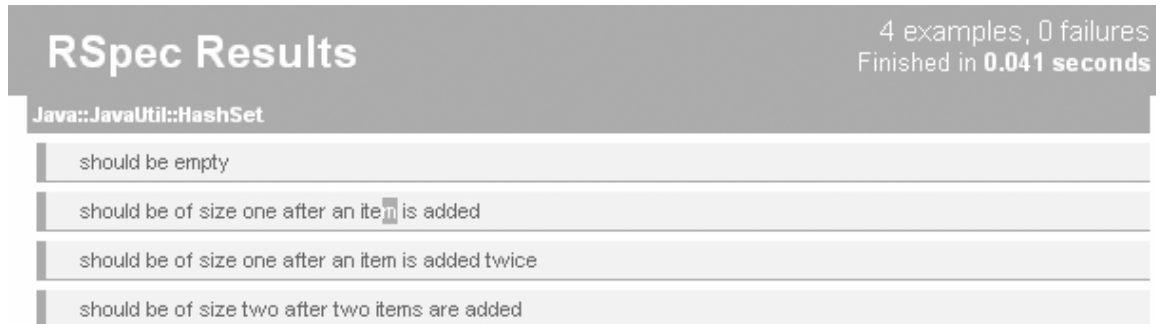 RSpec Results
4 examples, 0 failures
Finished in 0.041 seconds
Java::JavaUtil::HashSet
should be empty
should be of size one after an item is added
should be of size one after an item is added twice
should be of size two after two items are added